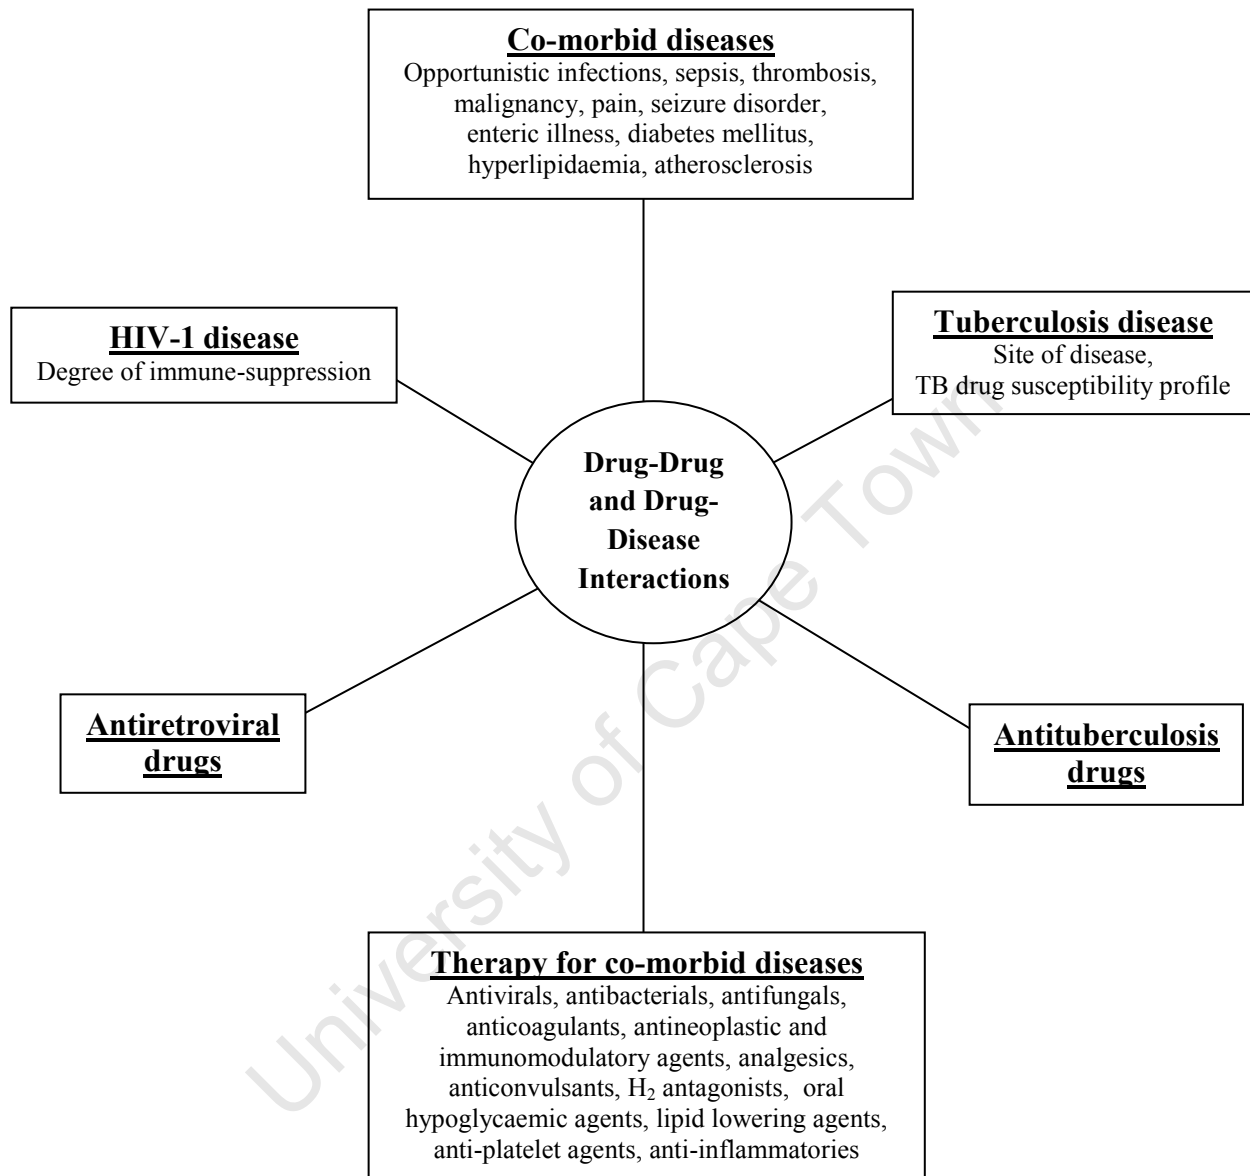 Co-morbid diseases
Opportunistic infections, sepsis, thrombosis,
malignancy, pain, seizure disorder,
enteric illness, diabetes mellitus,
hyperlipidaemia, atherosclerosis
HIV-1 disease
Degree of immune-suppression
Tuberculosis disease
Site of disease,
TB drug susceptibility profile
Drug-Drug
and Drug-
Disease
Interactions
Antiretroviral
drugs
Antituberculosis
drugs
Therapy for co-morbid diseases
Antivirals, antibacterials, antifungals,
anticoagulants, antineoplastic and
immunomodulatory agents, analgesics,
anticonvulsants, H₂ antagonists, oral
hypoglycaemic agents, lipid lowering agents,
anti-platelet agents, anti-inflammatories
University of Cape Town